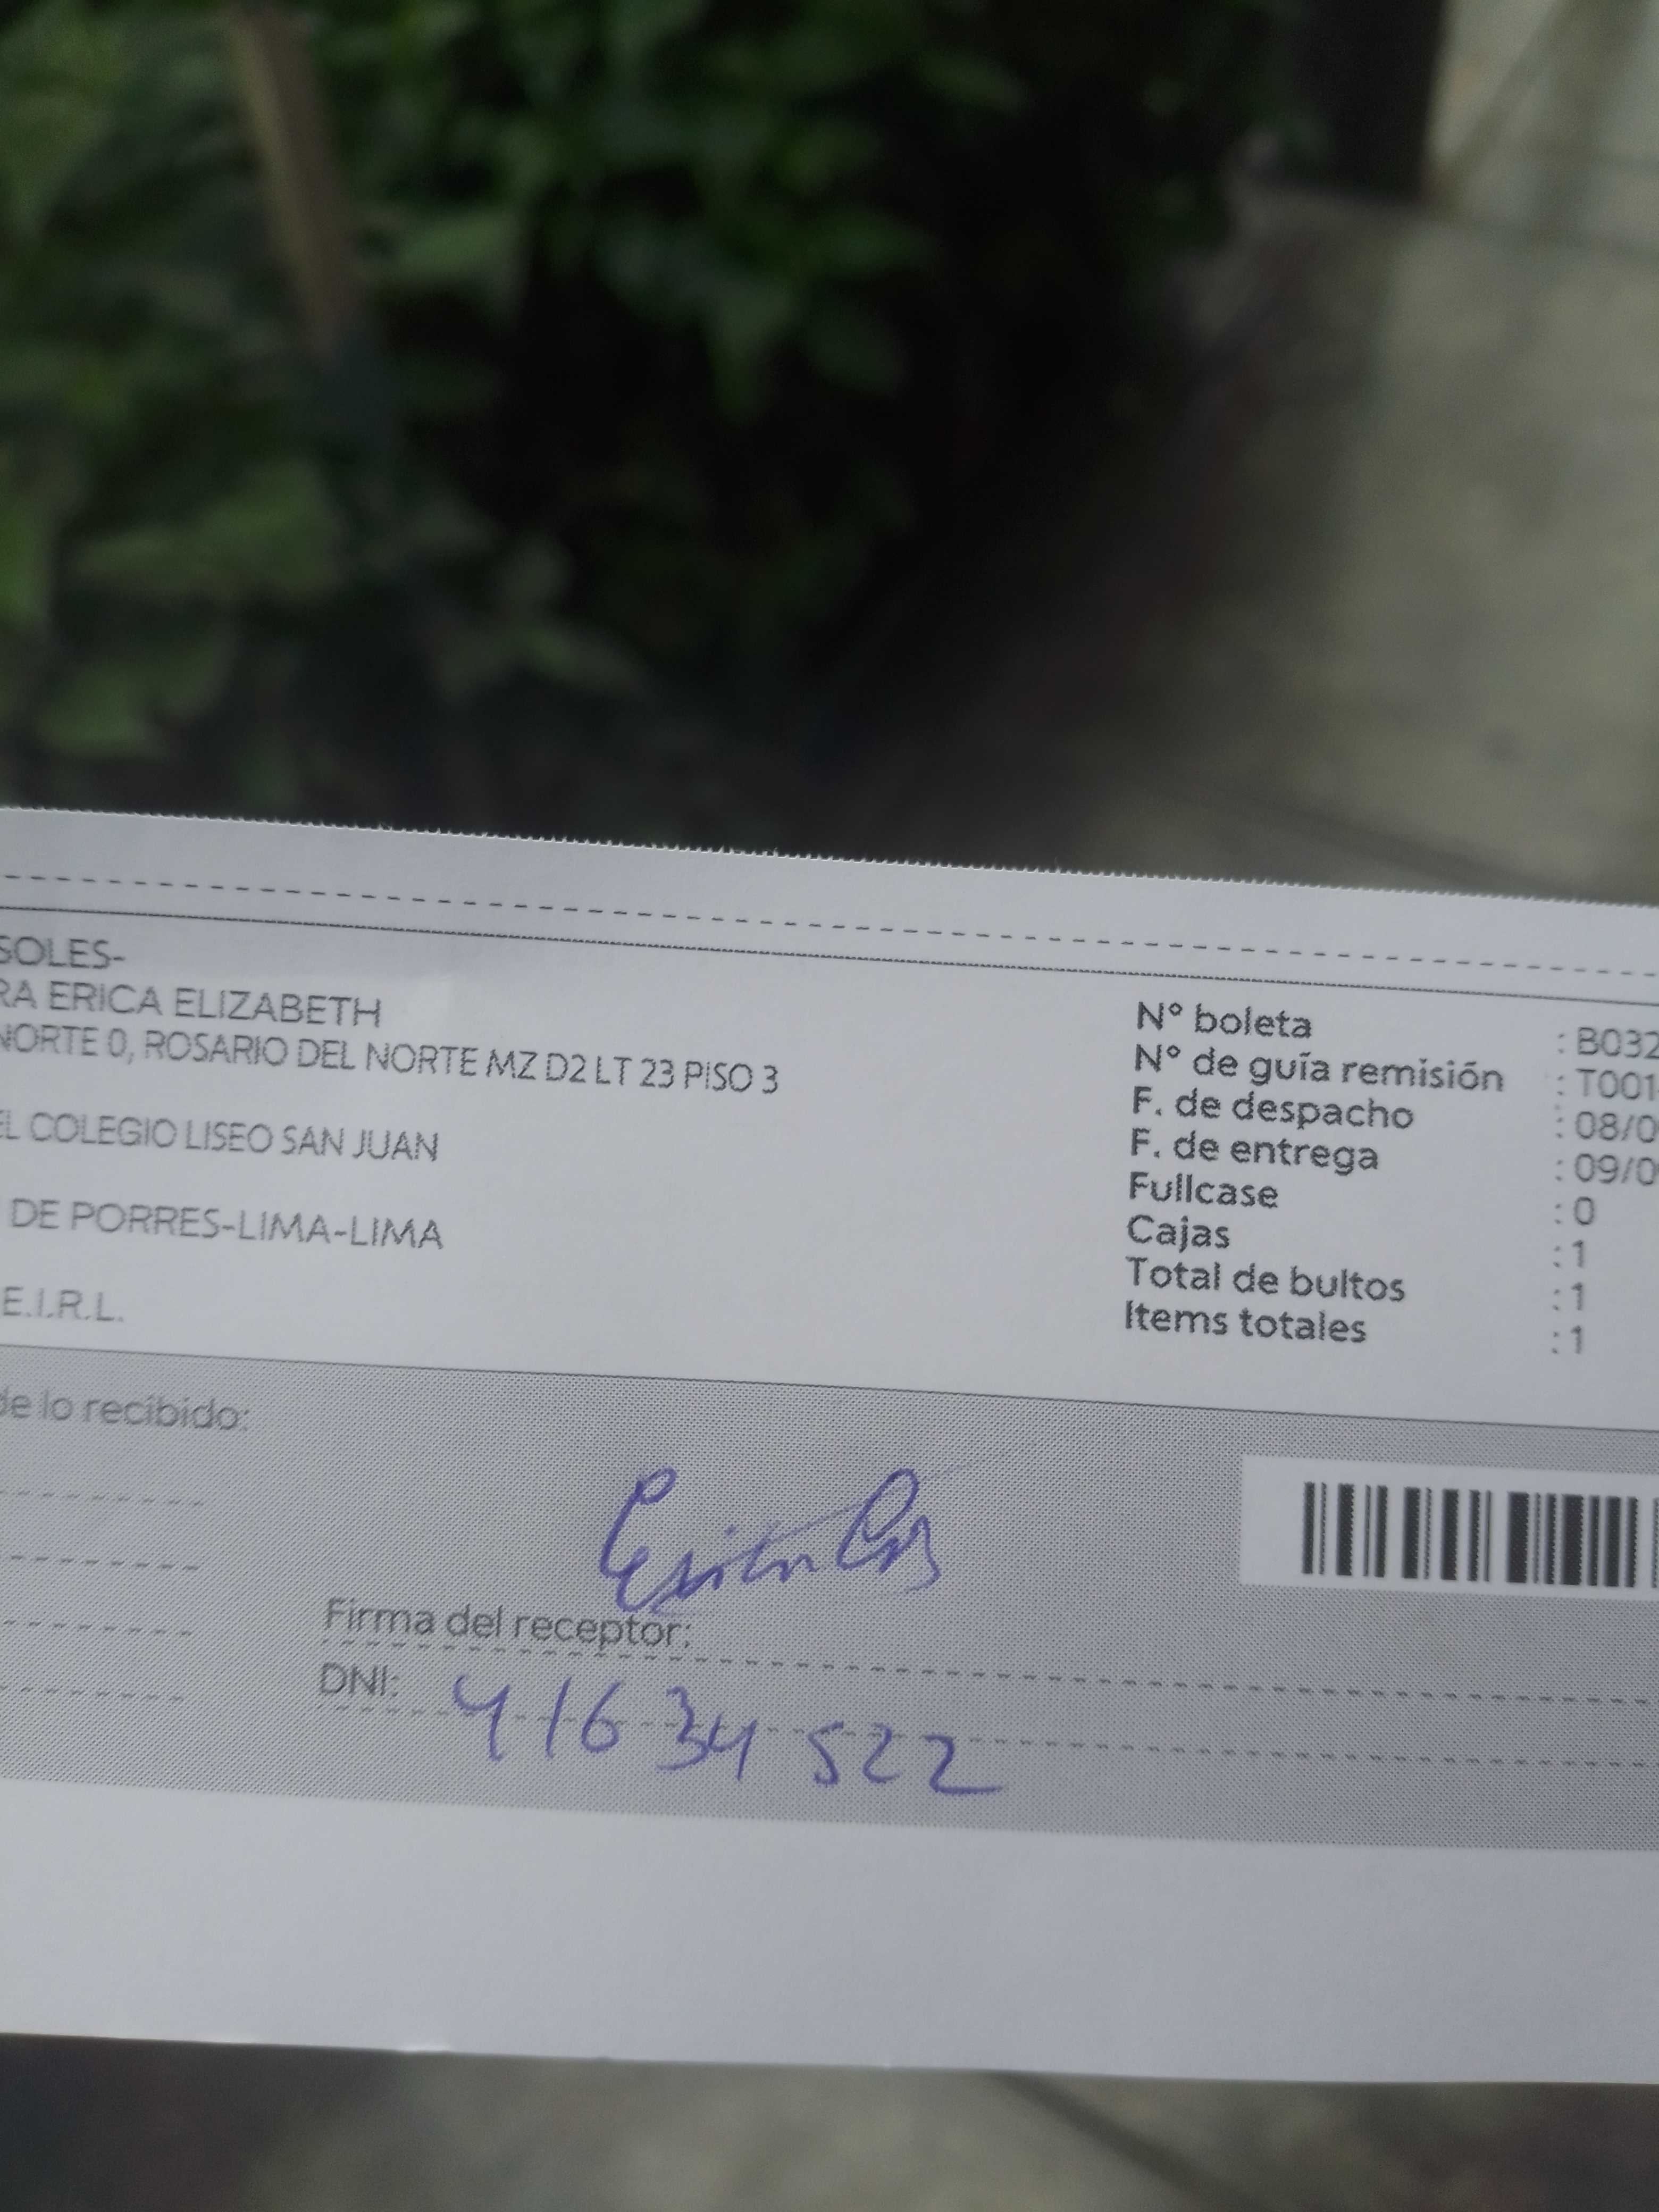 SOLES-
RA ERICA ELIZABETH
NORTE 0, ROSARIO DEL NORTE MZ D2 LT 23 PISO 3
EL COLEGIO LISEO SAN JUAN
DE PORRES-LIMA-LIMA
E.I.R.L.
N° boleta : B032
N° de guía remisión : T001-
F. de despacho : 08/0
F. de entrega : 09/0
Fullcase : 0
Cajas : 1
Total de bultos : 1
Items totales : 1
de lo recibido:
Firma del receptor:
DNI: 41634522